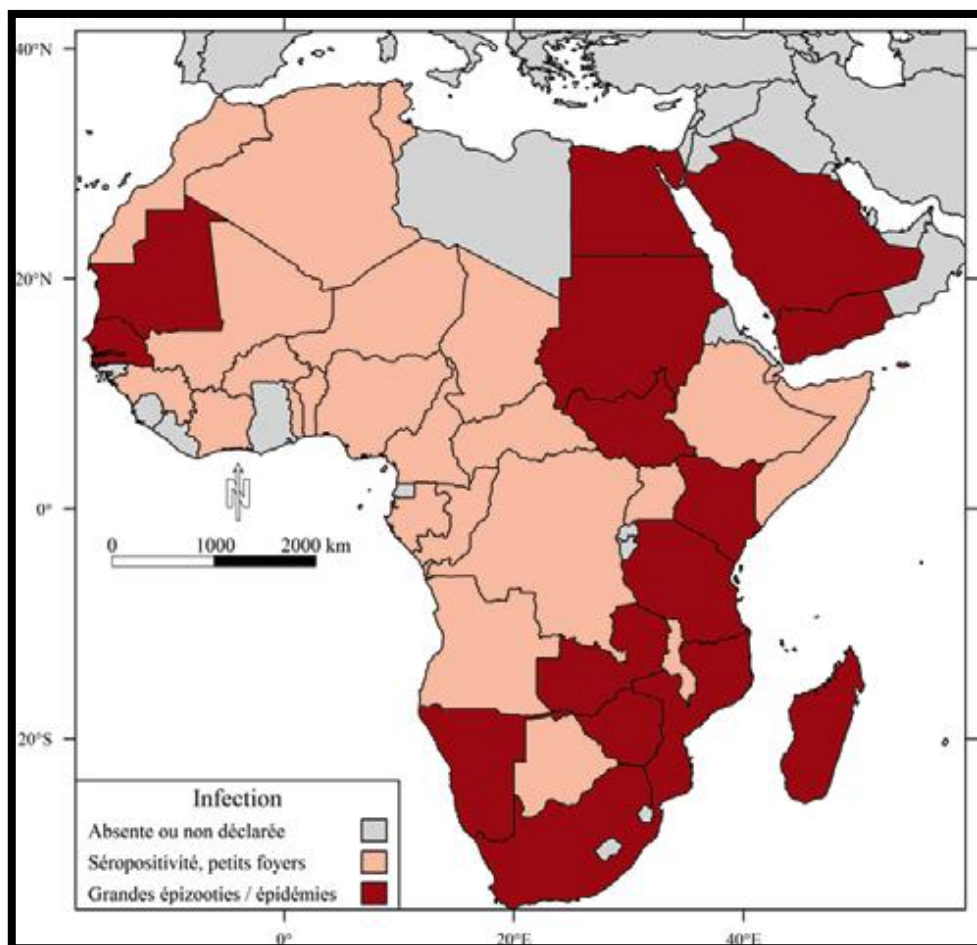 40°N
20°N
0°
20°S
N
0 1000 2000 km
Infection
Absente ou non déclarée
Séropositivité, petits foyers
Grandes épizooties / épidémies
0° 20°E 40°E